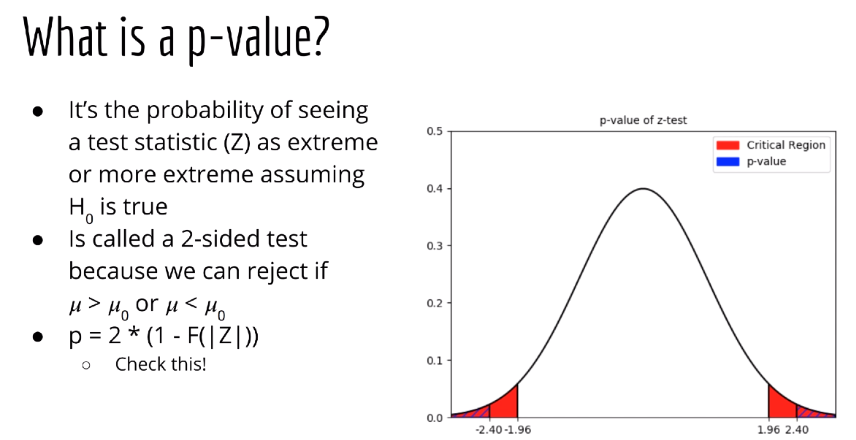 What is a p-value?
● It's the probability of seeing
a test statistic (Z) as extreme
or more extreme assuming
H₀ is true
● Is called a 2-sided test
because we can reject if
μ > μ₀ or μ < μ₀
● p = 2 * (1 - F(|Z|))
○ Check this!
p-value of z-test
Critical Region
p-value
0.5
0.4
0.3
0.2
0.1
0.0
-2.40 -1.96 1.96 2.40